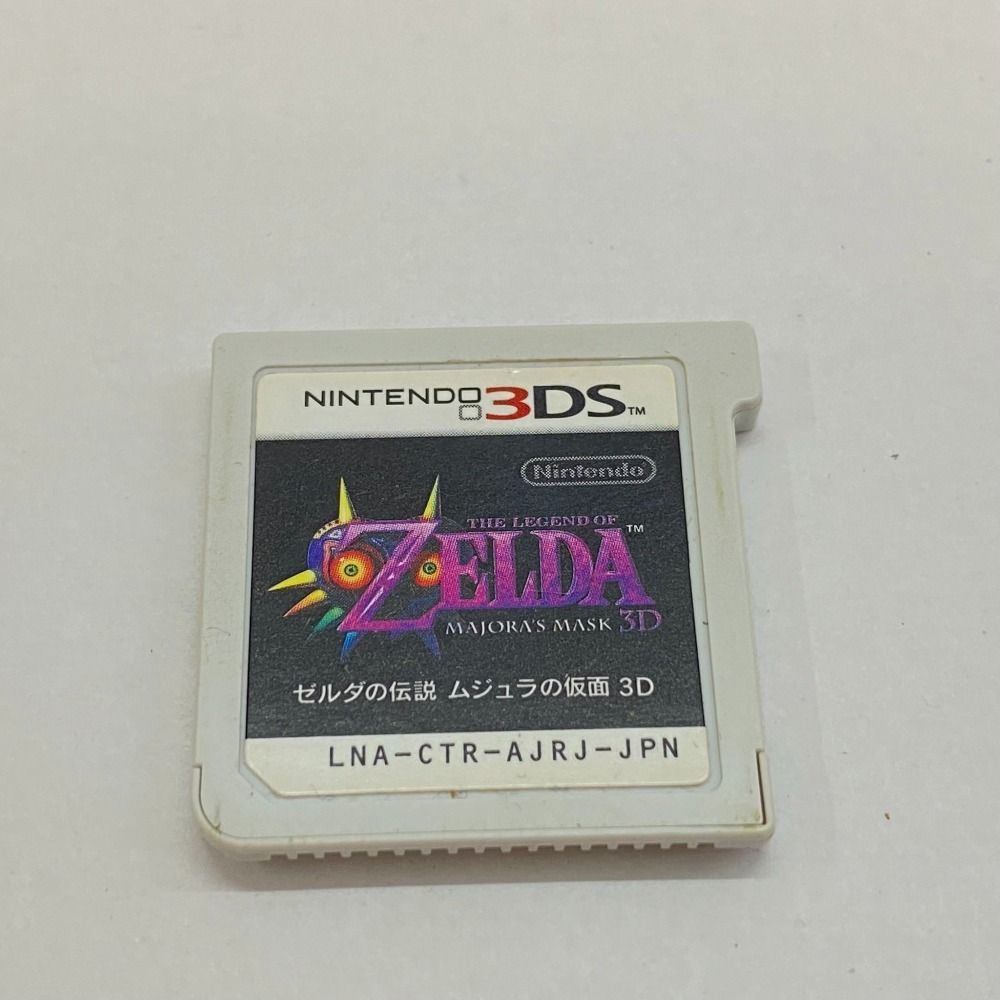 NINTENDO 3DS™
Nintendo
THE LEGEND OF
ZELDA™
MAJORA'S MASK 3D
ゼルダの伝説 ムジュラの仮面 3D
LNA-CTR-AJRJ-JPN